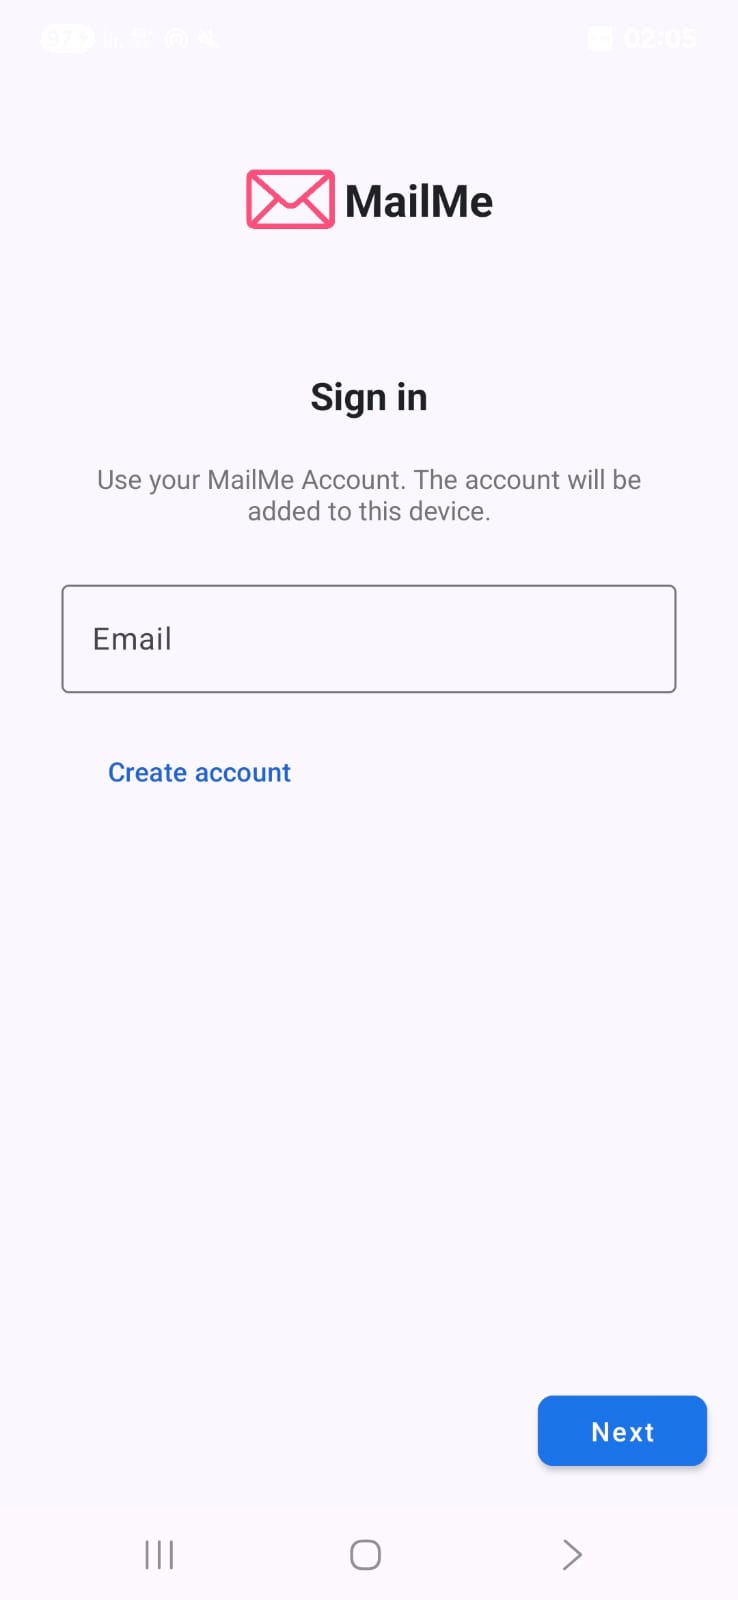 97
02:05
MailMe
Sign in
Use your MailMe Account. The account will be
added to this device.
Email
Create account
Next